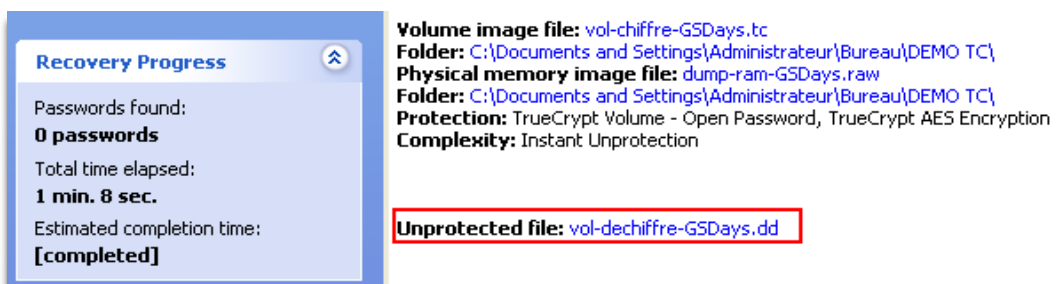 Recovery Progress
Passwords found:
0 passwords
Total time elapsed:
1 min. 8 sec.
Estimated completion time:
[completed]
Volume image file: vol-chiffre-GSDays.tc
Folder: C:\Documents and Settings\Administrateur\Bureau\DEMO TC\
Physical memory image file: dump-ram-GSDays.raw
Folder: C:\Documents and Settings\Administrateur\Bureau\DEMO TC\
Protection: TrueCrypt Volume - Open Password, TrueCrypt AES Encryption
Complexity: Instant Unprotection
Unprotected file: vol-dechiffre-GSDays.dd